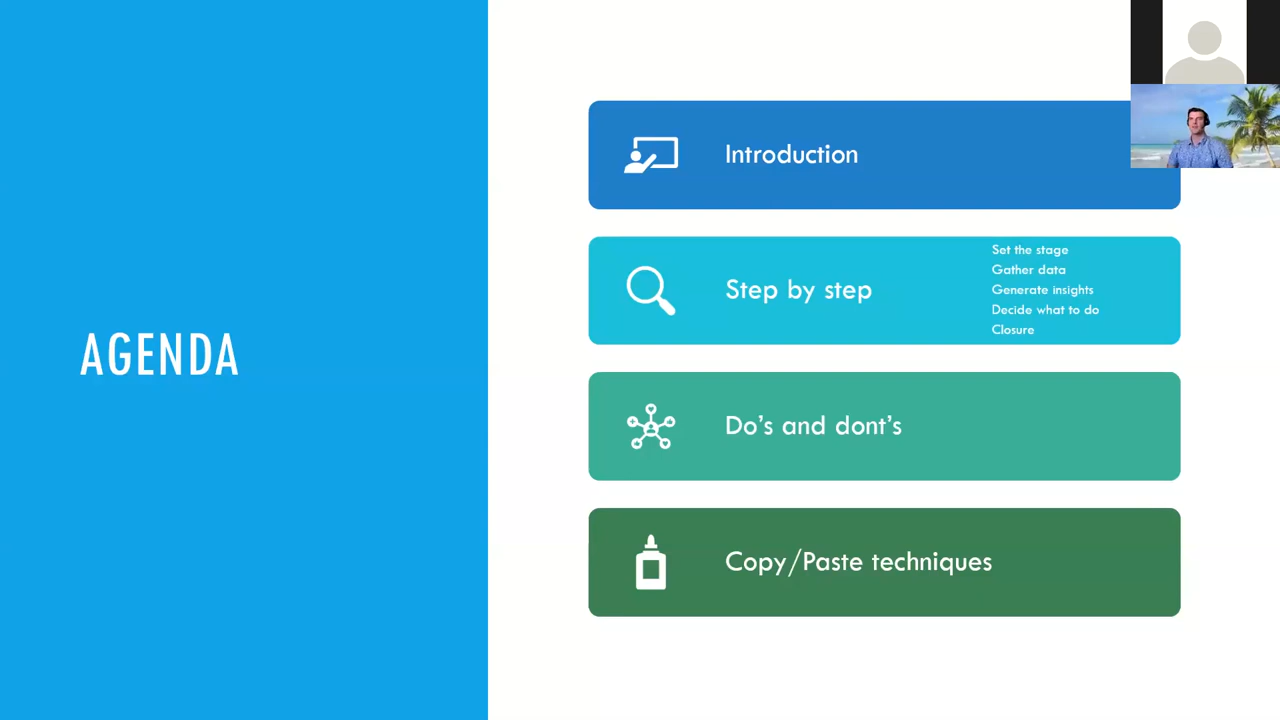 AGENDA
Introduction
Step by step
Set the stage
Gather data
Generate insights
Decide what to do
Closure
Do's and dont's
Copy/Paste techniques